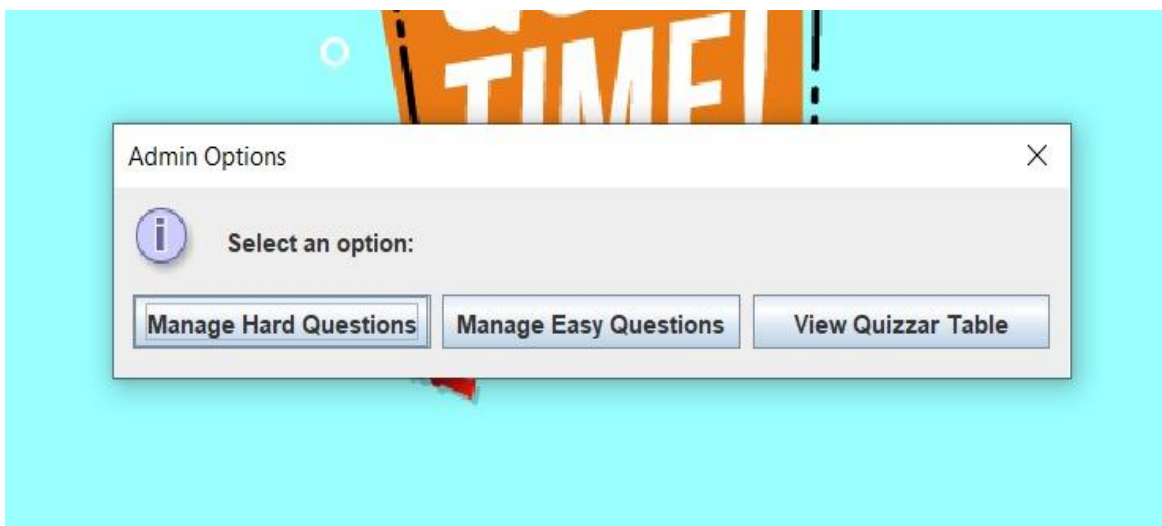 TIME!
Admin Options
Select an option:
Manage Hard Questions Manage Easy Questions View Quizzar Table